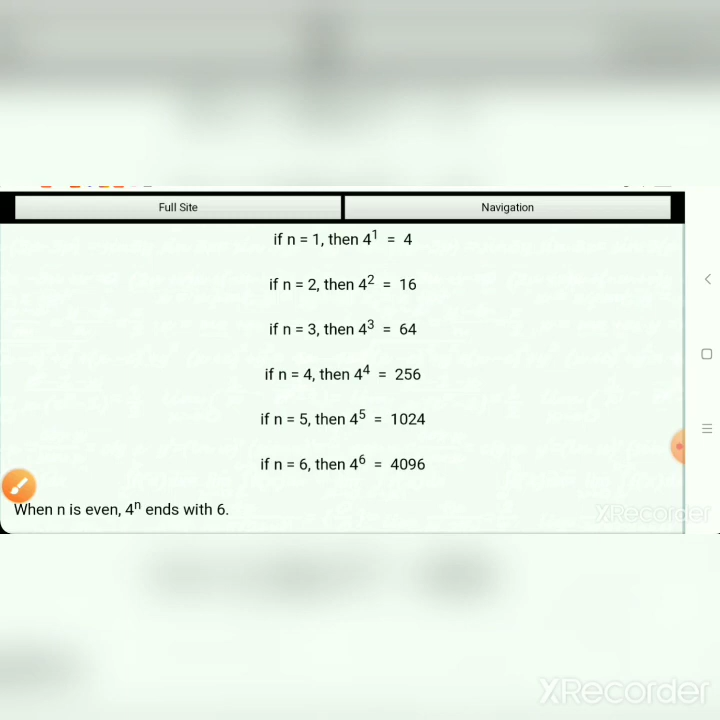 Full Site
Navigation
if n = 1, then 4¹ = 4
if n = 2, then 4² = 16
if n = 3, then 4³ = 64
if n = 4, then 4⁴ = 256
if n = 5, then 4⁵ = 1024
if n = 6, then 4⁶ = 4096
When n is even, 4ⁿ ends with 6.
XRecorder
XRecorder